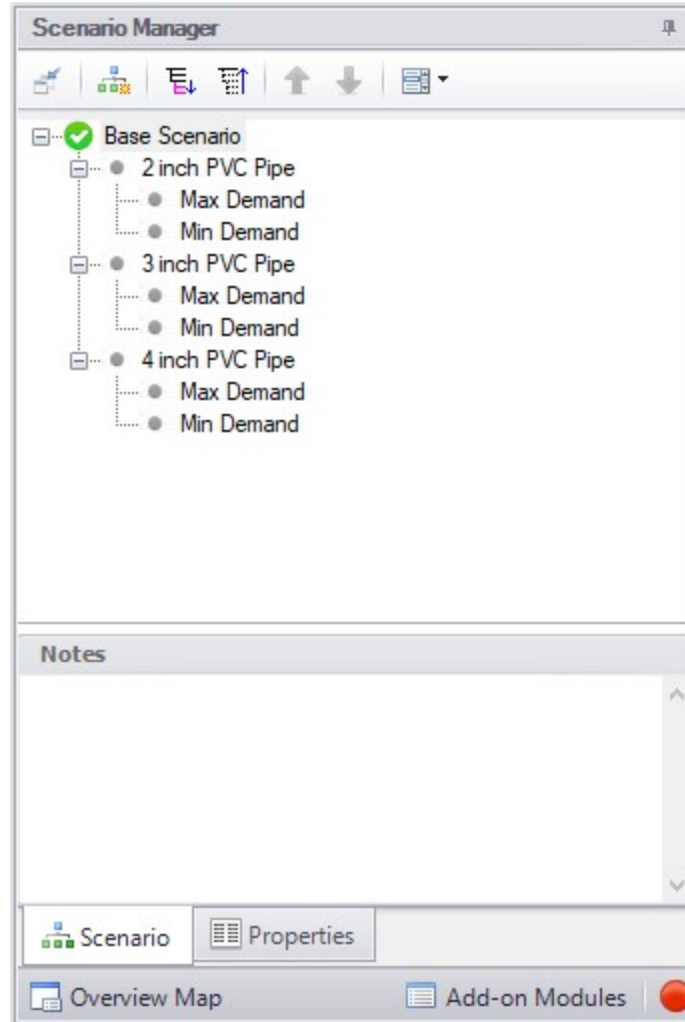 Scenario Manager
Base Scenario
2 inch PVC Pipe
Max Demand
Min Demand
3 inch PVC Pipe
Max Demand
Min Demand
4 inch PVC Pipe
Max Demand
Min Demand
Notes
Scenario Properties
Overview Map Add-on Modules